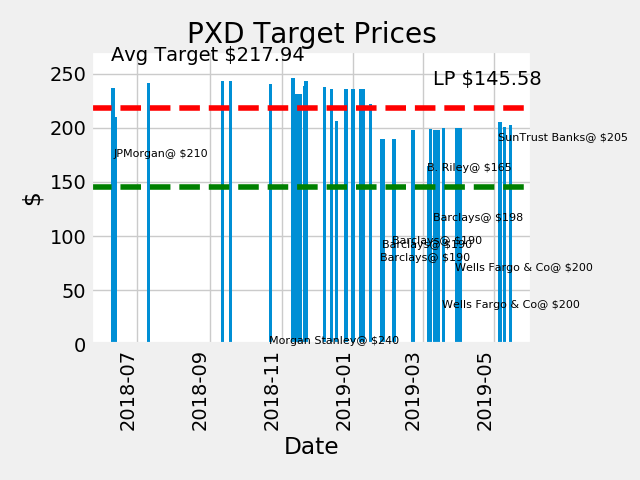 PXD Target Prices
Avg Target $217.94
LP $145.58
250
200
150
100
50
0
$
SunTrust Banks@ $205
JPMorgan@ $210
B. Riley@ $165
Barclays@ $198
Barclays@ $190
Barclays@ $190
Barclays@ $190
Wells Fargo & Co@ $200
Wells Fargo & Co@ $200
Morgan Stanley@ $240
2018-07
2018-09
2018-11
2019-01
2019-03
2019-05
Date